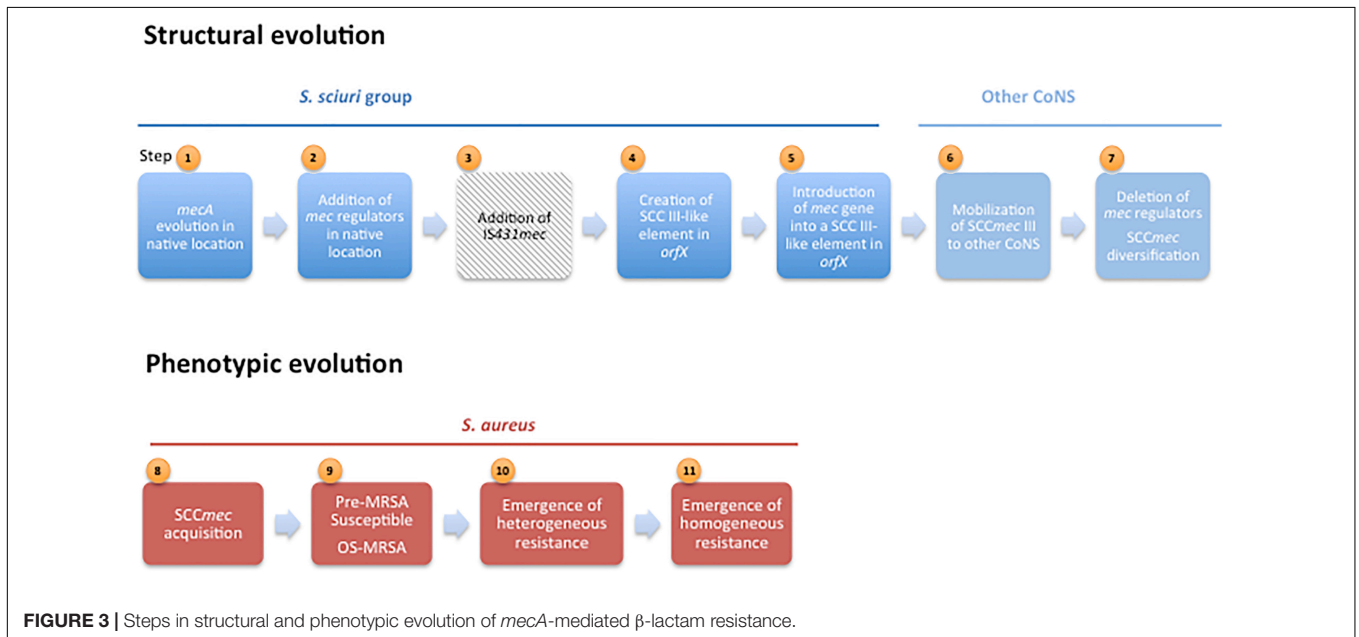 Structural evolution
S. sciuri group
Other CoNS
Step 1
2
3
4
5
6
7
mecA
evolution in
native location
Addition of
mec regulators
in native
location
Addition of
IS431mec
Creation of
SCC III-like
element in
orfX
Introduction
of mec gene
into a SCC III-
like element in
orfX
Mobilization
of SCCmec III
to other CoNS
Deletion of
mec regulators
SCCmec
diversification
Phenotypic evolution
S. aureus
8
9
10
11
SCCmec
acquisition
Pre-MRSA
Susceptible
OS-MRSA
Emergence of
heterogeneous
resistance
Emergence of
homogeneous
resistance
FIGURE 3 | Steps in structural and phenotypic evolution of mecA-mediated β-lactam resistance.